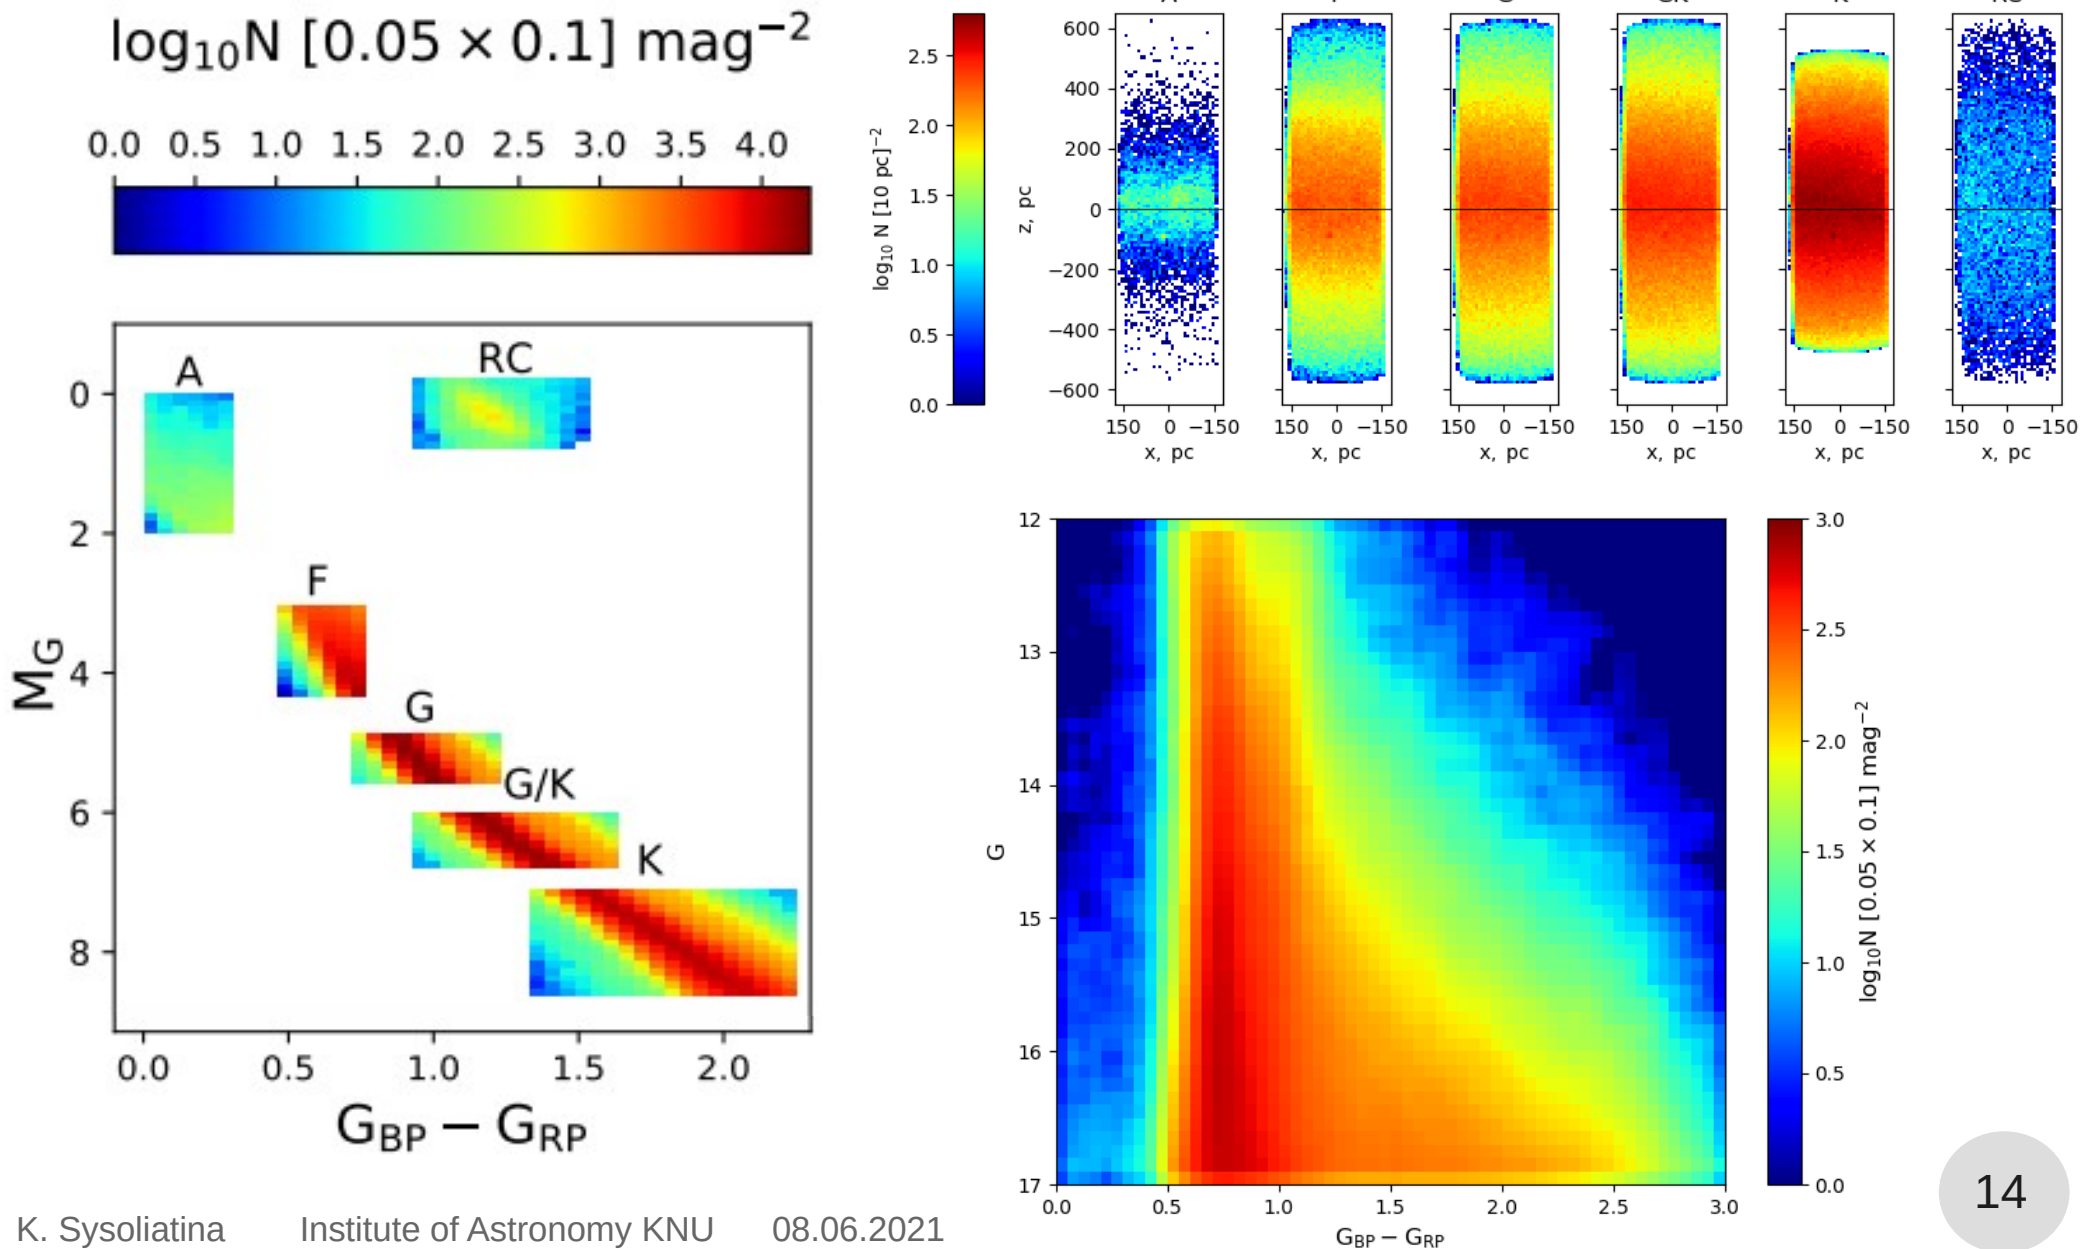 log₁₀N [0.05 × 0.1] mag⁻²
0.0 0.5 1.0 1.5 2.0 2.5 3.0 3.5 4.0
A
RC
F
G
G/K
K
0
2
4
6
8
M_G
0.0 0.5 1.0 1.5 2.0
G_BP − G_RP
2.5
2.0
1.5
1.0
0.5
0.0
log₁₀ N [10 pc]⁻²
600
400
200
0
−200
−400
−600
z, pc
150 0 −150 150 0 −150 150 0 −150 150 0 −150 150 0 −150 150 0 −150
x, pc x, pc x, pc x, pc x, pc x, pc
12
13
14
15
16
17
G
0.0 0.5 1.0 1.5 2.0 2.5 3.0
G_BP − G_RP
3.0
2.5
2.0
1.5
1.0
0.5
0.0
log₁₀N [0.05 × 0.1] mag⁻²
K. Sysoliatina Institute of Astronomy KNU 08.06.2021
14